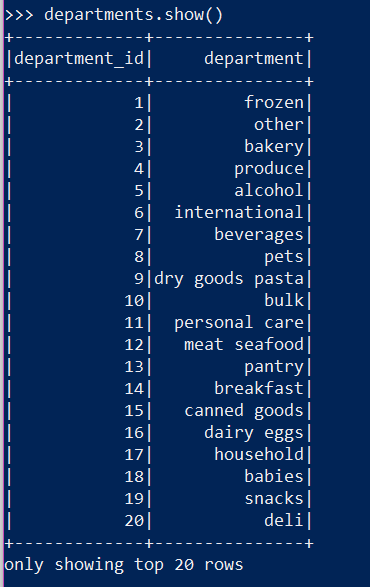 >>> departments.show()
+-------------+---------------+
|department_id|     department|
+-------------+---------------+
|            1|         frozen|
|            2|          other|
|            3|         bakery|
|            4|        produce|
|            5|        alcohol|
|            6|  international|
|            7|      beverages|
|            8|           pets|
|            9|dry goods pasta|
|           10|           bulk|
|           11|  personal care|
|           12|   meat seafood|
|           13|         pantry|
|           14|      breakfast|
|           15|   canned goods|
|           16|     dairy eggs|
|           17|      household|
|           18|         babies|
|           19|         snacks|
|           20|           deli|
+-------------+---------------+
only showing top 20 rows